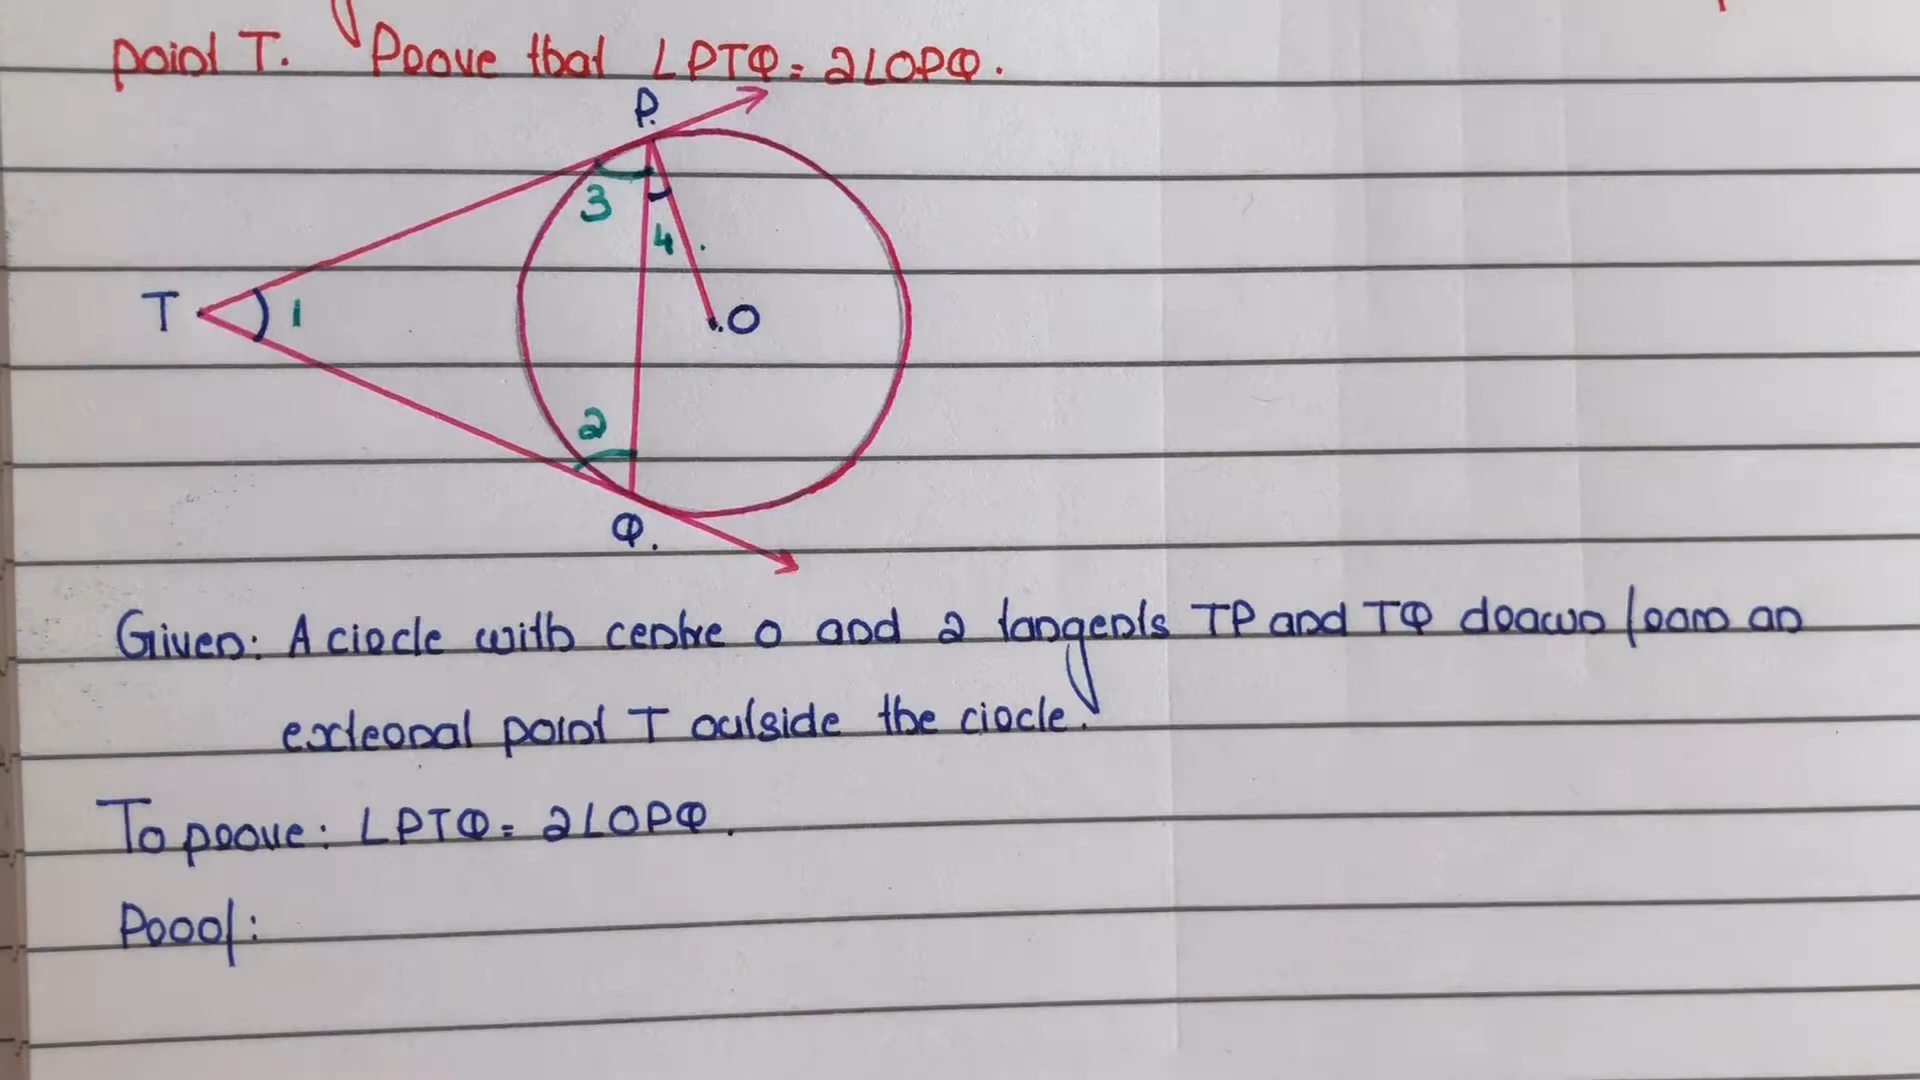 point T. Prove that ∠PTQ = 2∠OPQ.
P.
3
4
T
1
.O
2
Q.
Given: A circle with centre O and 2 tangents TP and TQ drawn from an
external point T outside the circle.
To prove: ∠PTQ = 2∠OPQ.
Proof: